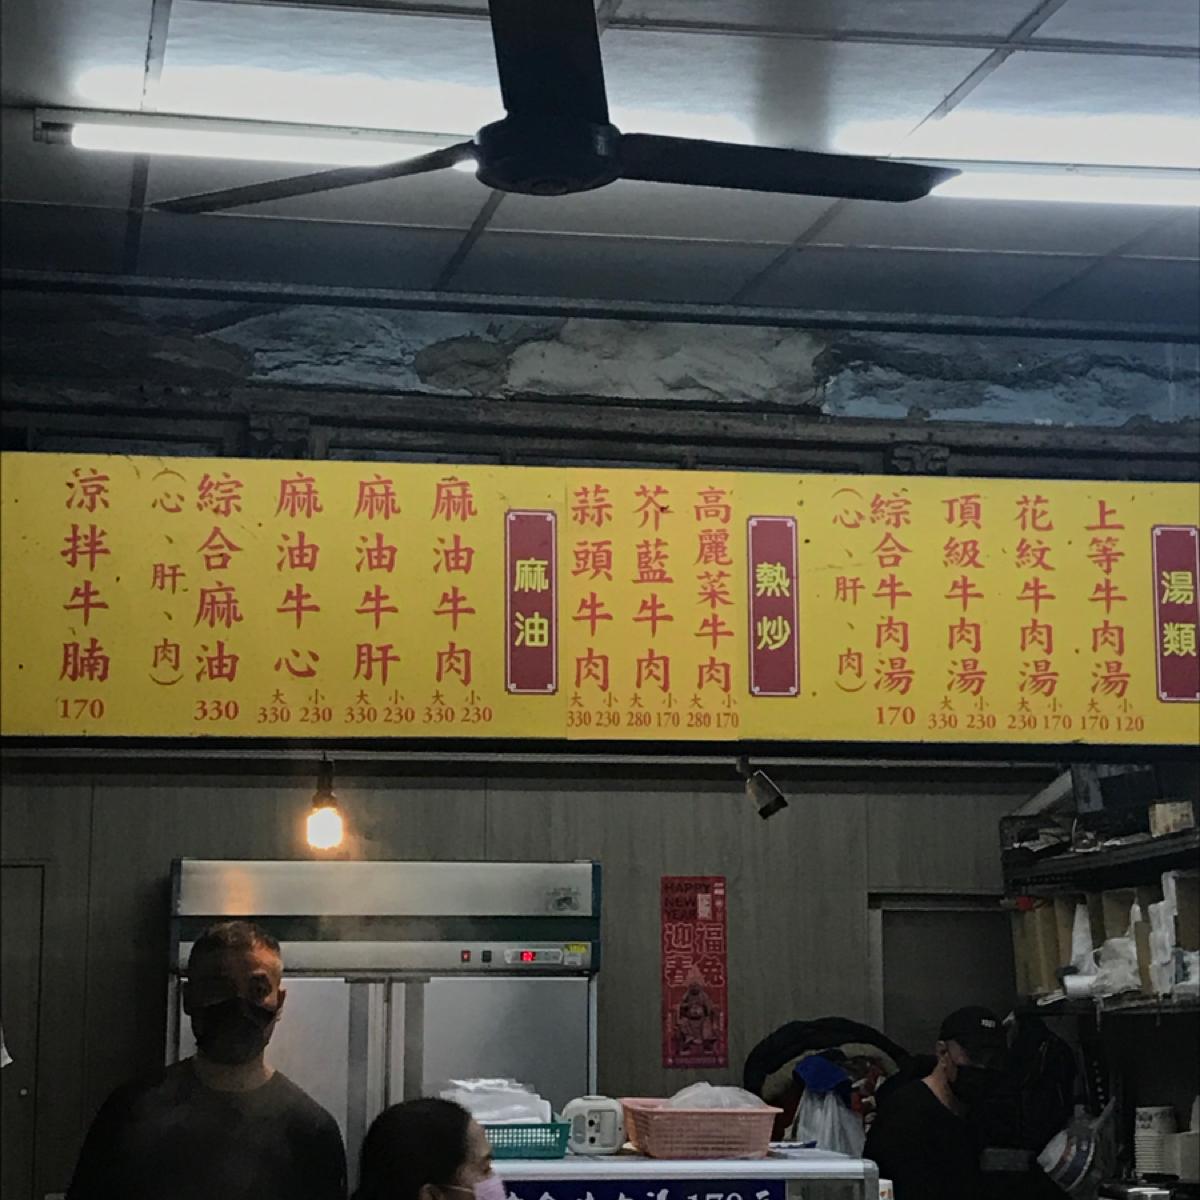 湯類
上等牛肉湯
大 小
170 120
花紋牛肉湯
大 小
230 170
頂級牛肉湯
大 小
330 230
綜合牛肉湯
(心、肝、肉)
170
熱炒
高麗菜牛肉
大 小
280 170
芥藍牛肉
大 小
280 170
蒜頭牛肉
大 小
330 230
麻油
麻油牛肉
大 小
330 230
麻油牛肝
大 小
330 230
麻油牛心
大 小
330 230
綜合麻油
(心、肝、肉)
330
涼拌牛腩
170
HAPPY
NEW
YEAR
福兔
迎春